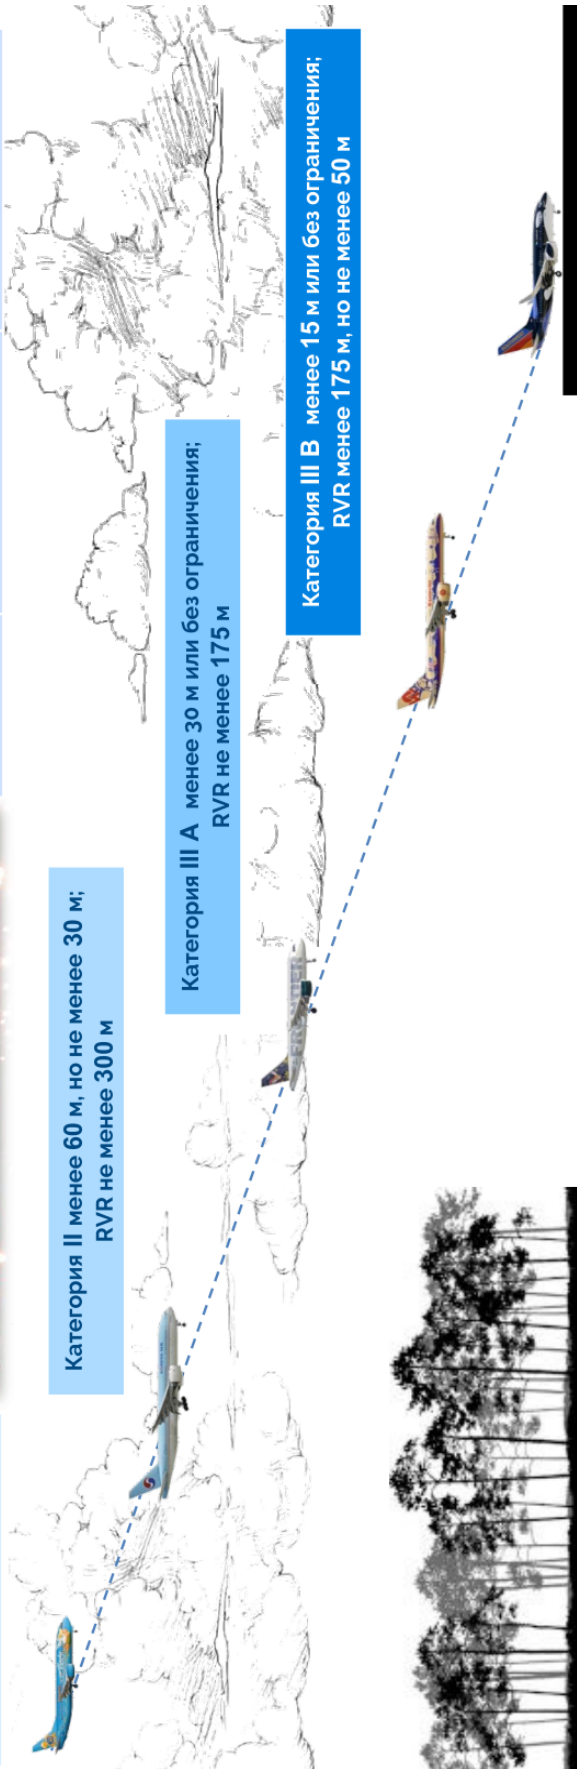 Категория II менее 60 м, но не менее 30 м;
RVR не менее 300 м
Категория III А менее 30 м или без ограничения;
RVR не менее 175 м
Категория III В менее 15 м или без ограничения;
RVR менее 175 м, но не менее 50 м